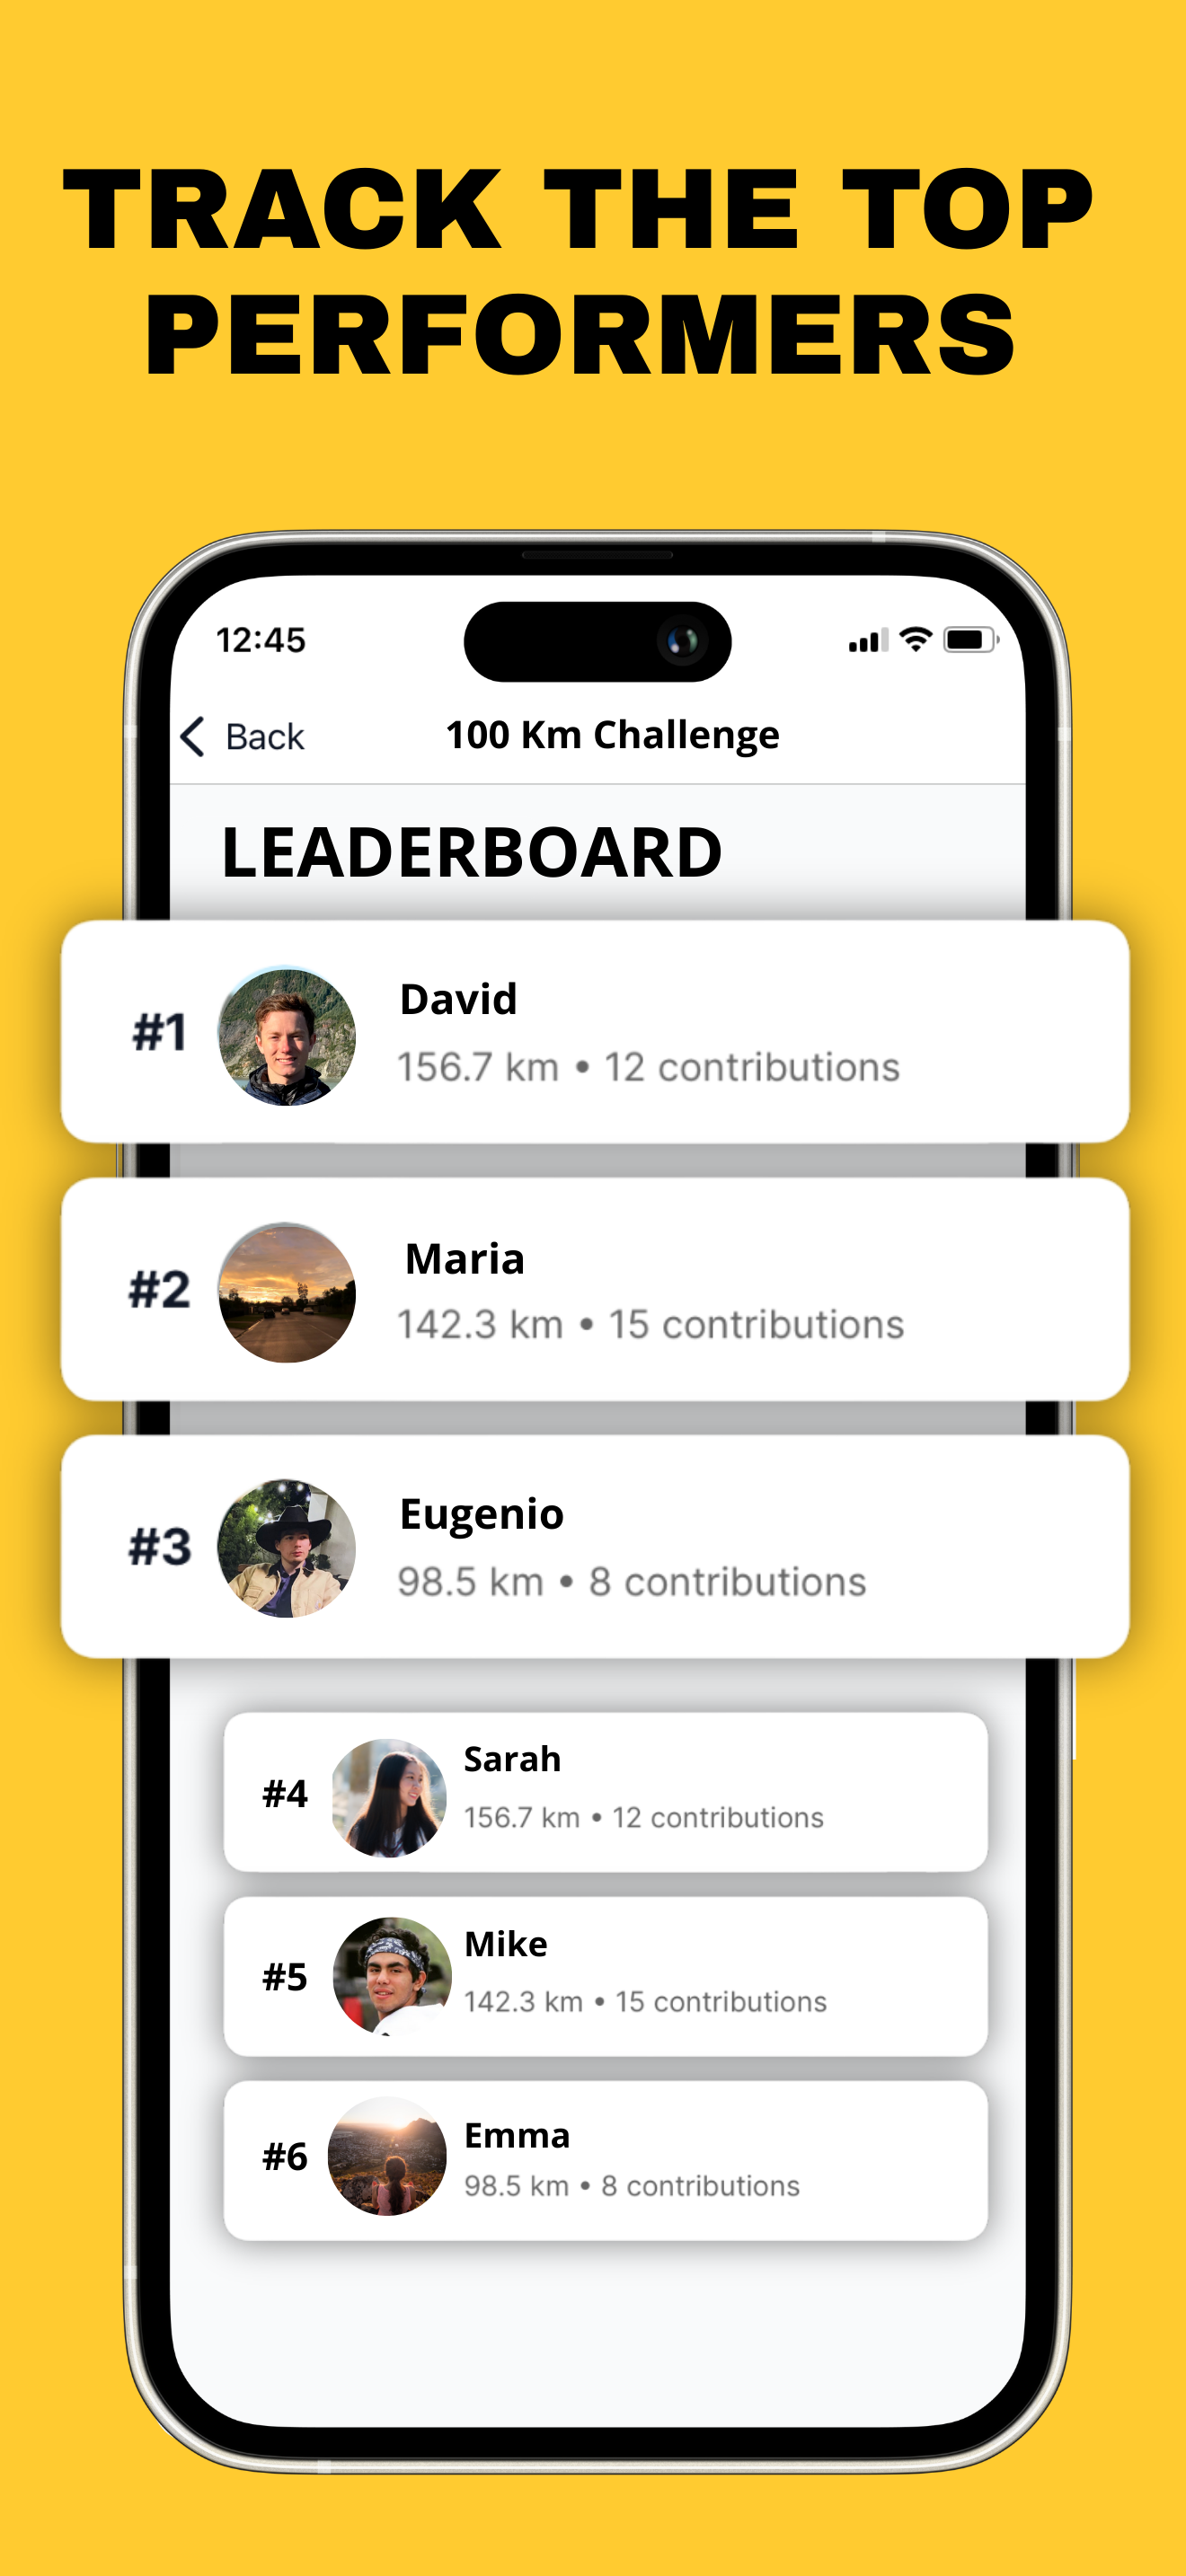 TRACK THE TOP
PERFORMERS
12:45
Back
100 Km Challenge
LEADERBOARD
#1
David
156.7 km • 12 contributions
#2
Maria
142.3 km • 15 contributions
#3
Eugenio
98.5 km • 8 contributions
#4
Sarah
156.7 km • 12 contributions
#5
Mike
142.3 km • 15 contributions
#6
Emma
98.5 km • 8 contributions